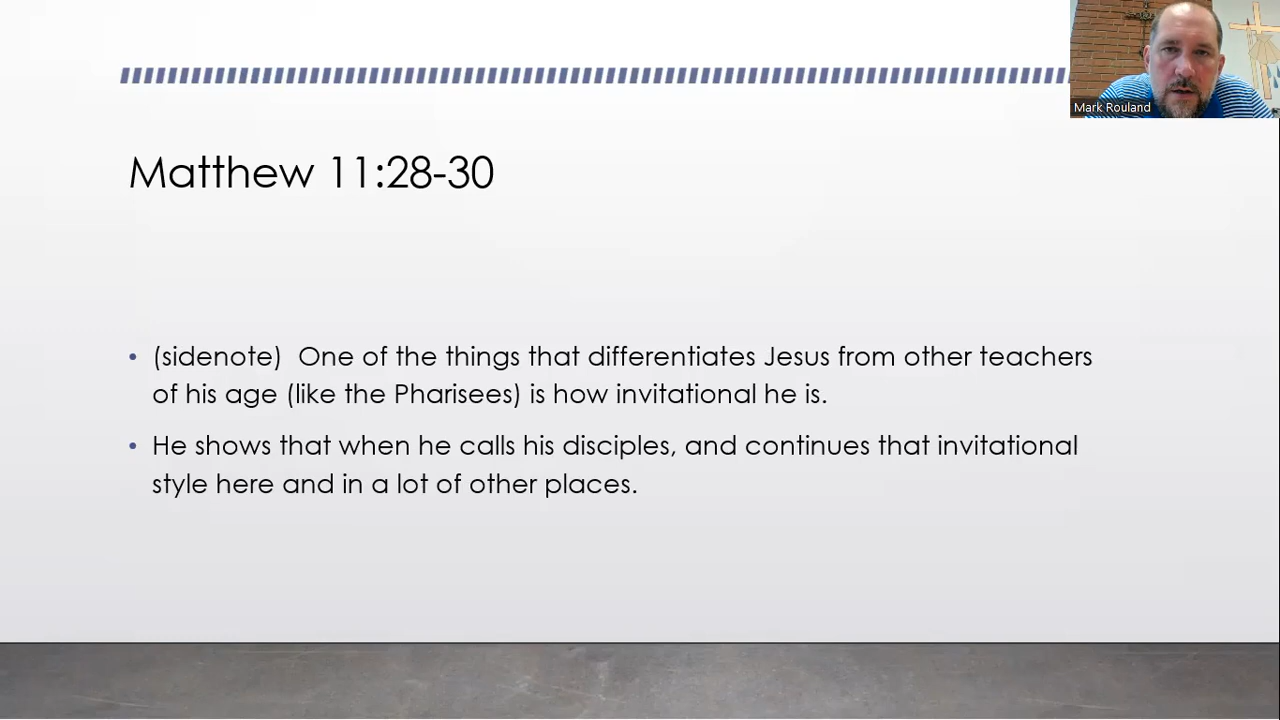 Mark Rouland
Matthew 11:28-30
• (sidenote)  One of the things that differentiates Jesus from other teachers
of his age (like the Pharisees) is how invitational he is.
• He shows that when he calls his disciples, and continues that invitational
style here and in a lot of other places.